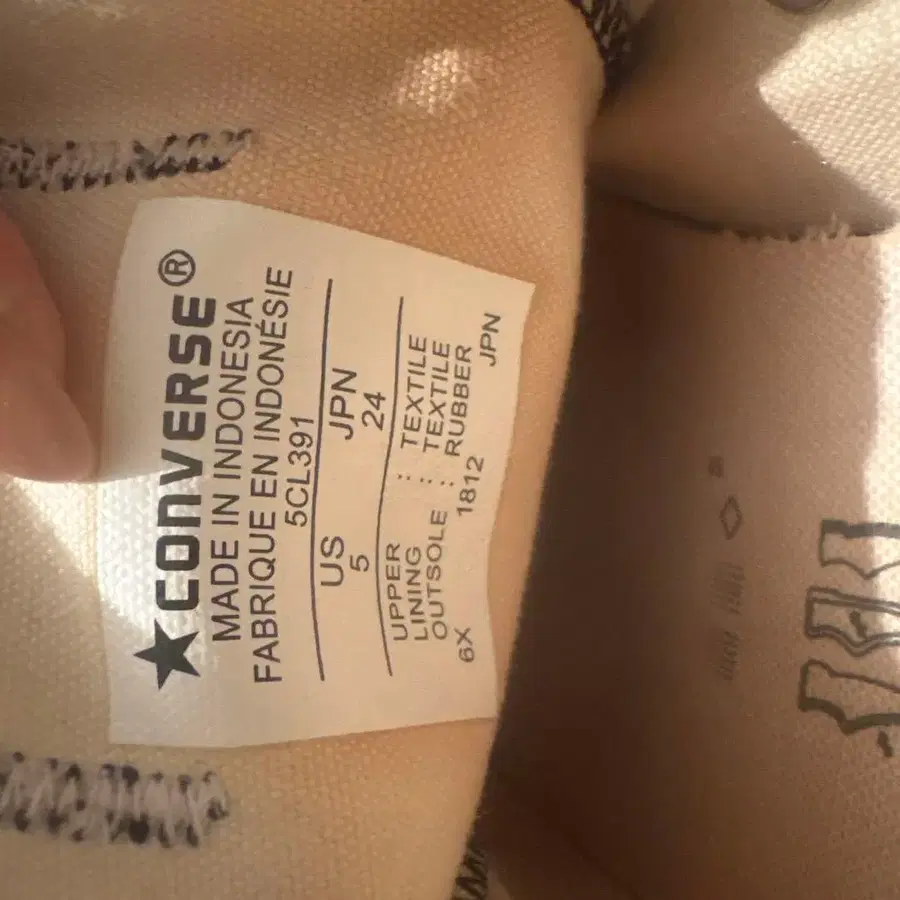 ★CONVERSE®
MADE IN INDONESIA
FABRIQUE EN INDONÉSIE
5CL391
US JPN
5 24
UPPER : TEXTILE
LINING : TEXTILE
OUTSOLE : RUBBER
6X 1812 JPN